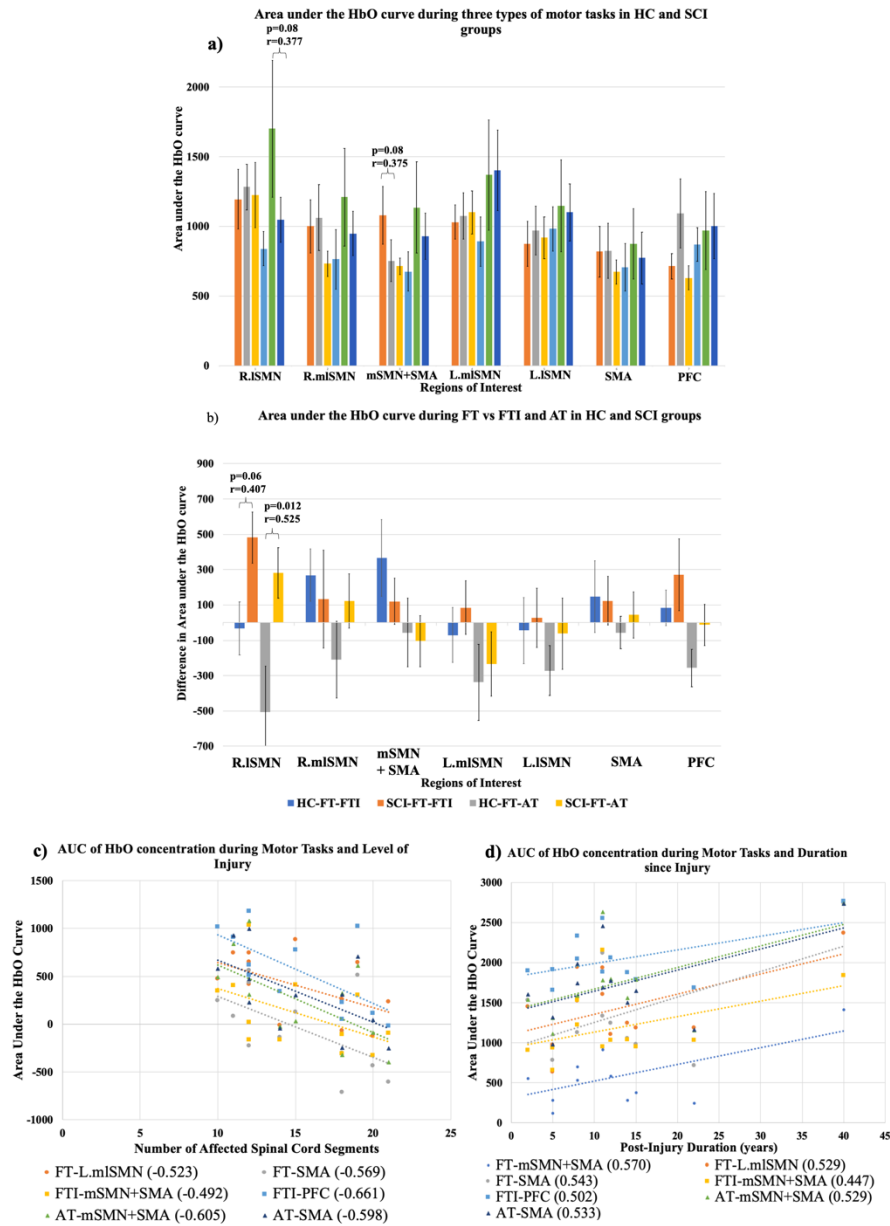 Area under the HbO curve during three types of motor tasks in HC and SCI
groups
a)
p=0.08
r=0.377
p=0.08
r=0.375
Area under the HbO curve
2000
1500
1000
500
0
R.lSMN R.mlSMN mSMN+SMA L.mlSMN L.lSMN SMA PFC
Regions of Interest
b) Area under the HbO curve during FT vs FTI and AT in HC and SCI groups
p=0.06
r=0.407
p=0.012
r=0.525
Difference in Area under the HbO curve
900
700
500
300
100
-100
-300
-500
-700
R.lSMN R.mlSMN mSMN + SMA L.mlSMN L.lSMN SMA PFC
Regions of Interest
HC-FT-FTI SCI-FT-FTI HC-FT-AT SCI-FT-AT
c) AUC of HbO concentration during Motor Tasks and Level of
Injury
Area Under the HbO Curve
1500
1000
500
0
-500
-1000
0 5 10 15 20 25
Number of Affected Spinal Cord Segments
FT-L.mlSMN (-0.523) FT-SMA (-0.569)
FTI-mSMN+SMA (-0.492) FTI-PFC (-0.661)
AT-mSMN+SMA (-0.605) AT-SMA (-0.598)
d) AUC of HbO concentration during Motor Tasks and Duration
since Injury
Area Under the HbO Curve
3000
2500
2000
1500
1000
500
0
0 5 10 15 20 25 30 35 40 45
Post-Injury Duration (years)
FT-mSMN+SMA (0.570) FT-L.mlSMN (0.529)
FT-SMA (0.543) FTI-mSMN+SMA (0.447)
FTI-PFC (0.502) AT-mSMN+SMA (0.529)
AT-SMA (0.533)